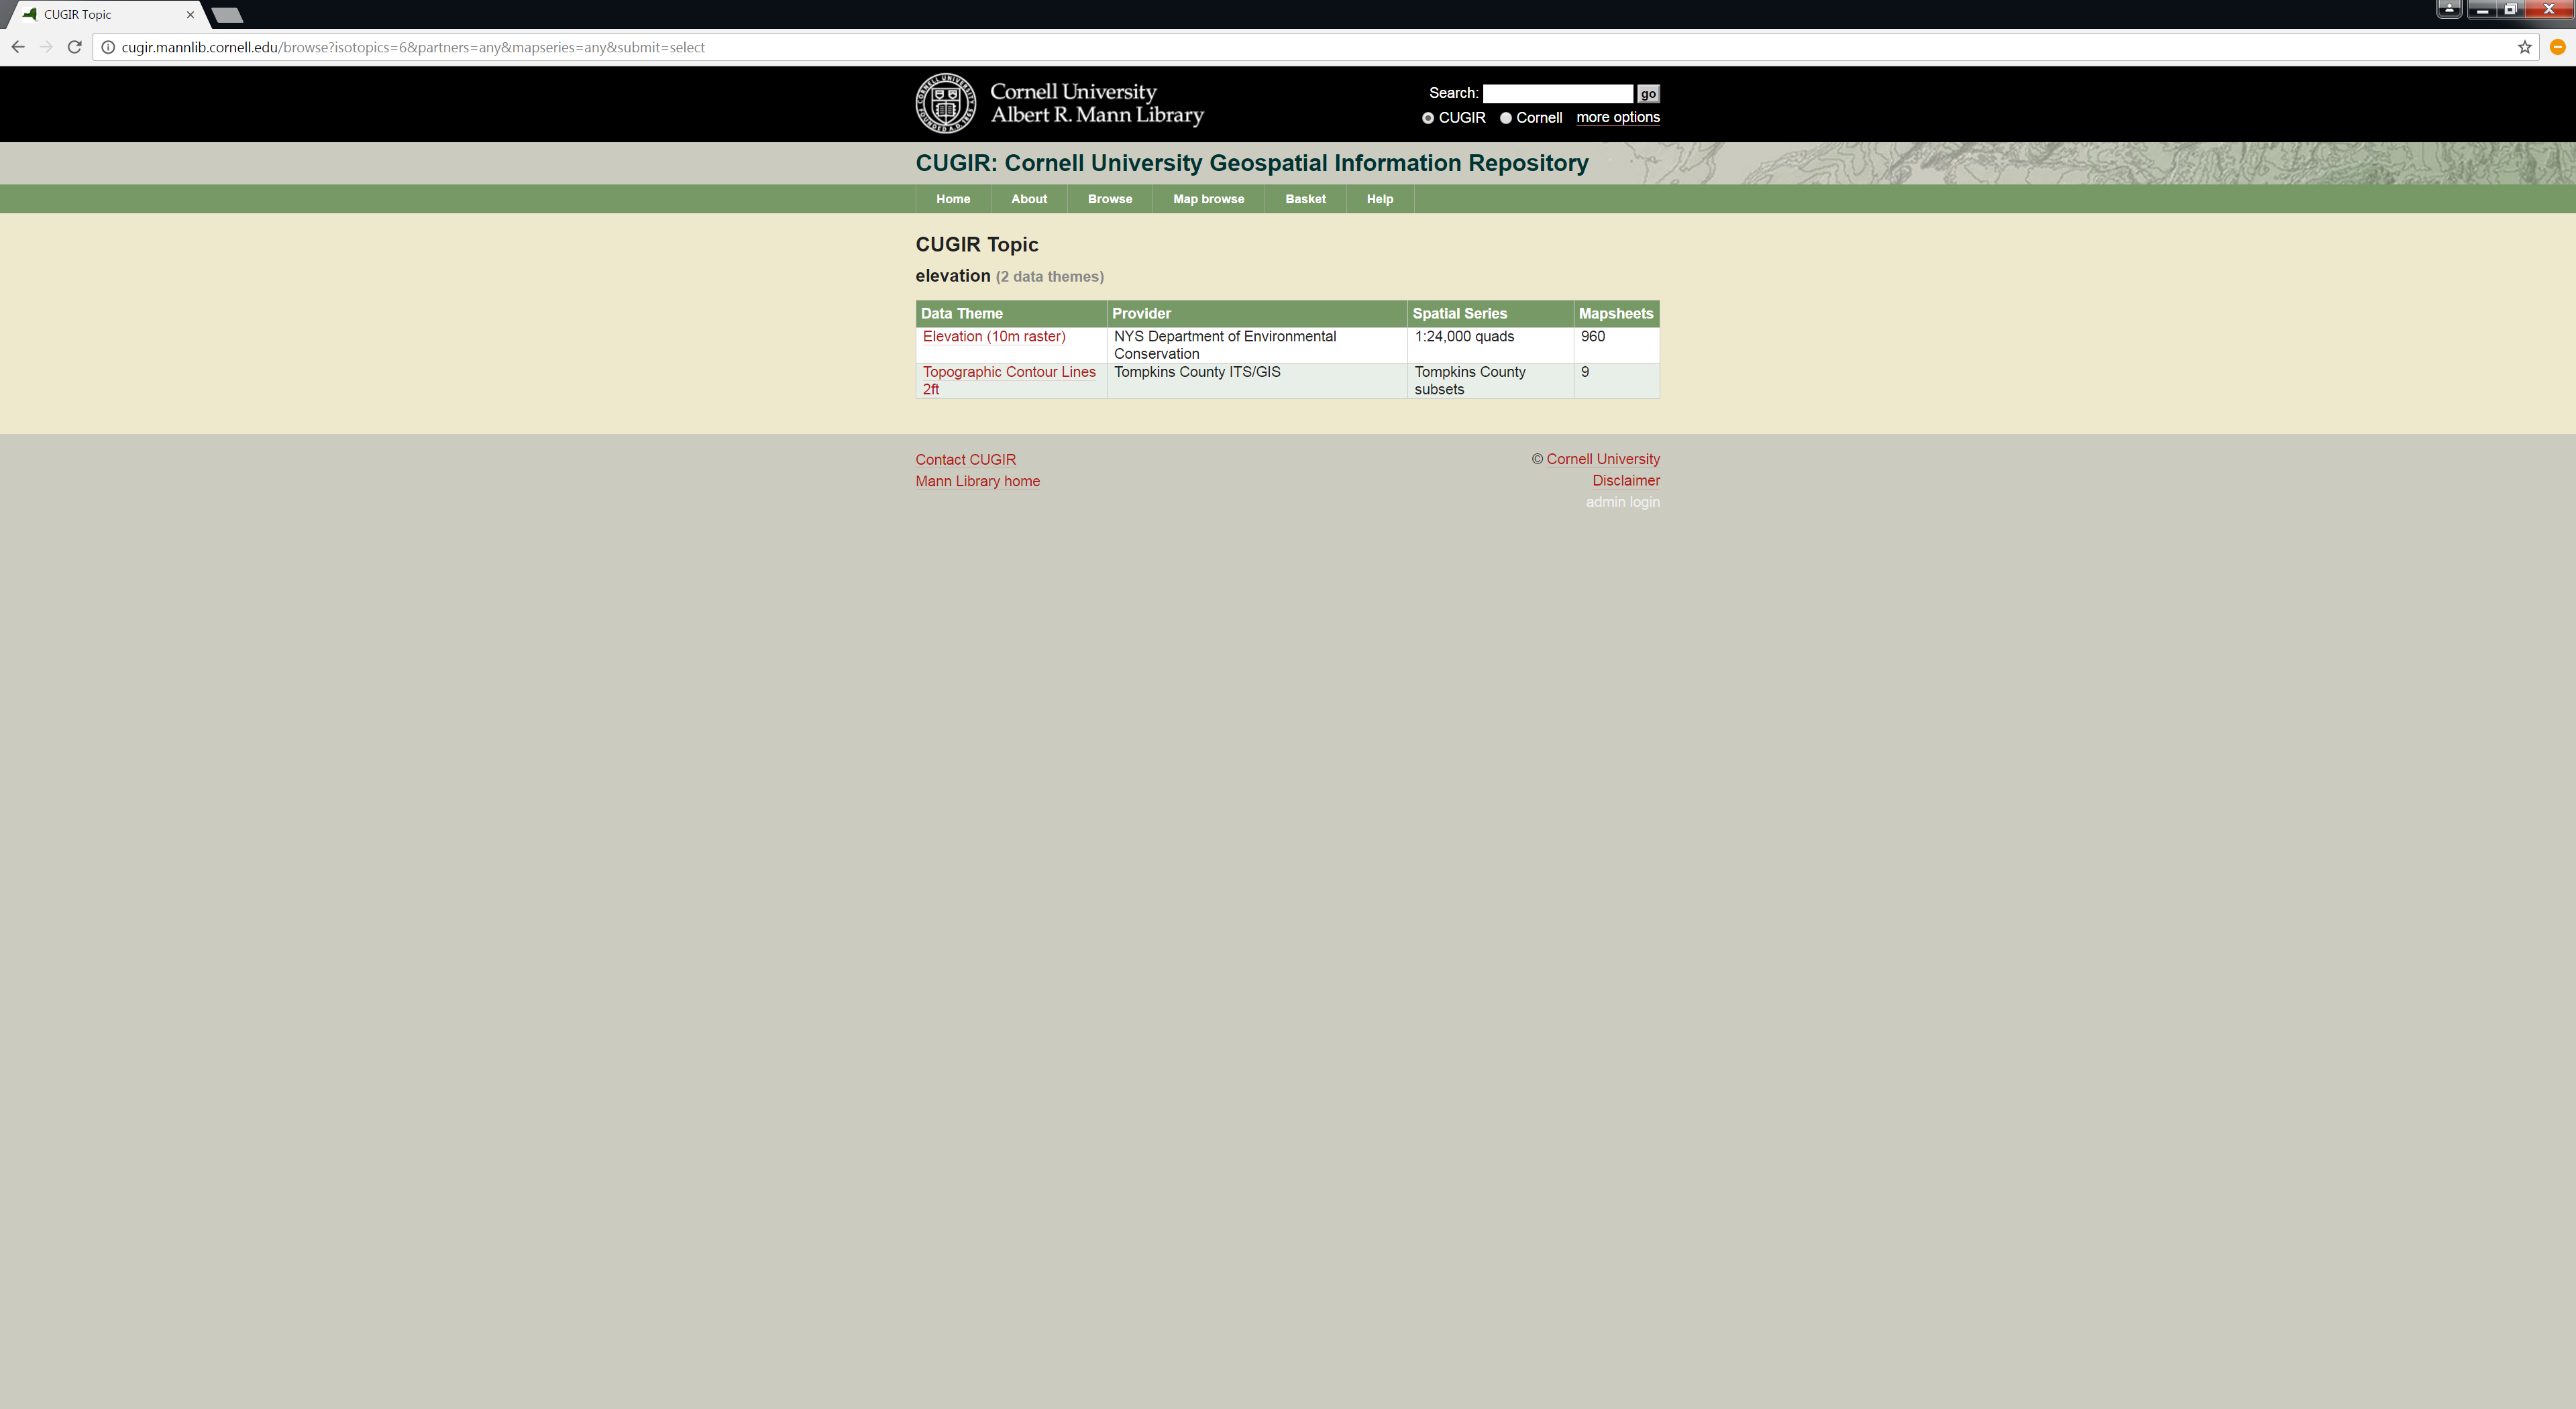 CUGIR Topic
cugir.mannlib.cornell.edu/browse?isotopics=6&partners=any&mapseries=any&submit=select
Cornell University
Albert R. Mann Library
Search: go
CUGIR Cornell more options
CUGIR: Cornell University Geospatial Information Repository
Home About Browse Map browse Basket Help
CUGIR Topic
elevation (2 data themes)
Data Theme Provider Spatial Series Mapsheets
Elevation (10m raster) NYS Department of Environmental 1:24,000 quads 960
Conservation
Topographic Contour Lines Tompkins County ITS/GIS Tompkins County 9
2ft subsets
Contact CUGIR © Cornell University
Mann Library home Disclaimer
admin login